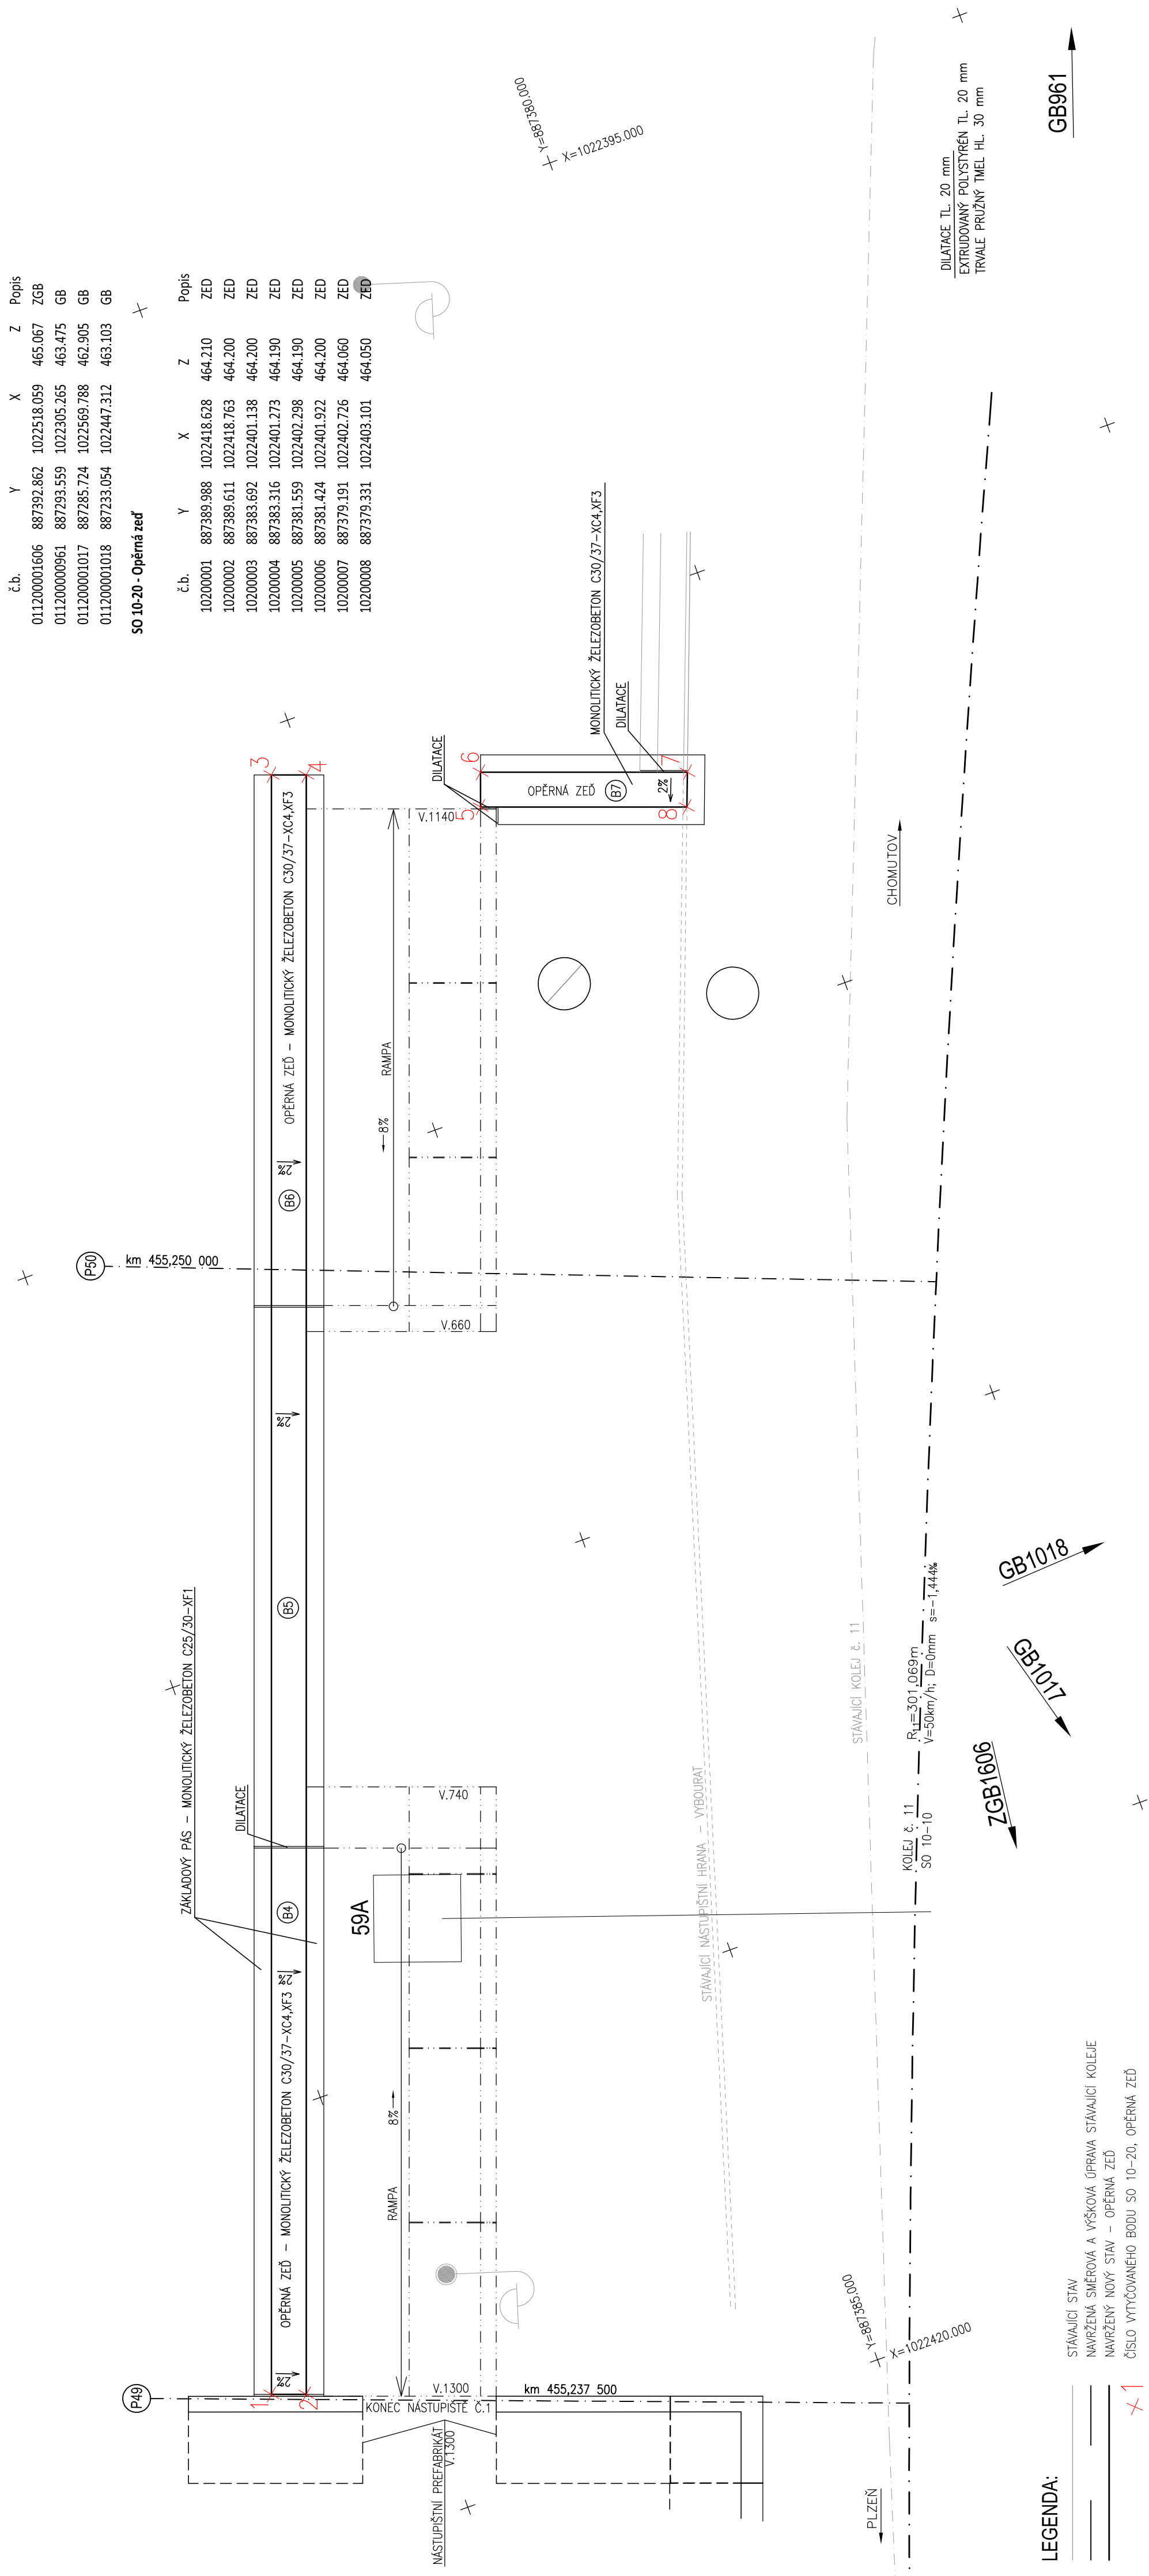 č.b. Y X Z Popis
011200001606 887392.862 1022518.059 465.067 ZGB
011200000961 887293.559 1022305.265 463.475 GB
011200001017 887285.724 1022569.788 462.905 GB
011200001018 887233.054 1022447.312 463.103 GB
SO 10-20 - Opěrná zeď
č.b. Y X Z Popis
10200001 887389.988 1022418.628 464.210 ZED
10200002 887389.611 1022418.763 464.200 ZED
10200003 887383.692 1022401.138 464.200 ZED
10200004 887383.316 1022401.273 464.190 ZED
10200005 887381.559 1022402.298 464.190 ZED
10200006 887381.424 1022401.922 464.200 ZED
10200007 887379.191 1022402.726 464.060 ZED
10200008 887379.331 1022403.101 464.050 ZED
Y=887380.000
X=1022395.000
DILATACE TL. 20 mm
EXTRUDOVANÝ POLYSTYRÉN TL. 20 mm
TRVALE PRUŽNÝ TMEL HL. 30 mm
GB961
P50
km 455,250 000
P49
km 455,237 500
ZÁKLADOVÝ PÁS – MONOLITICKÝ ŽELEZOBETON C25/30-XF1
DILATACE
1
2
OPĚRNÁ ZEĎ – MONOLITICKÝ ŽELEZOBETON C30/37-XC4,XF3
2%
2%
B4
B5
2%
B6
2%
OPĚRNÁ ZEĎ – MONOLITICKÝ ŽELEZOBETON C30/37-XC4,XF3
3
4
59A
RAMPA
8%
V.1300
V.740
V.660
RAMPA
8%
V.1140
DILATACE
5
6
7
8
OPĚRNÁ ZEĎ
B7
2%
MONOLITICKÝ ŽELEZOBETON C30/37-XC4,XF3
DILATACE
KONEC NÁSTUPIŠTĚ Č.1
NÁSTUPIŠTNÍ PREFABRIKÁT
V.1300
STÁVAJÍCÍ NÁSTUPIŠTNÍ HRANA – VYBOURAT
STÁVAJÍCÍ KOLEJ č. 11
CHOMUTOV
PLZEŇ
Y=887385.000
X=1022420.000
KOLEJ č. 11
SO 10-10
R11=301,069m
V=50km/h; D=0mm s=-1,444‰
ZGB1606
GB1017
GB1018
LEGENDA:
STÁVAJÍCÍ STAV
NAVRŽENÁ SMĚROVÁ A VÝŠKOVÁ ÚPRAVA STÁVAJÍCÍ KOLEJE
NAVRŽENÝ NOVÝ STAV – OPĚRNÁ ZEĎ
1 ČÍSLO VYTYČOVANÉHO BODU SO 10-20, OPĚRNÁ ZEĎ